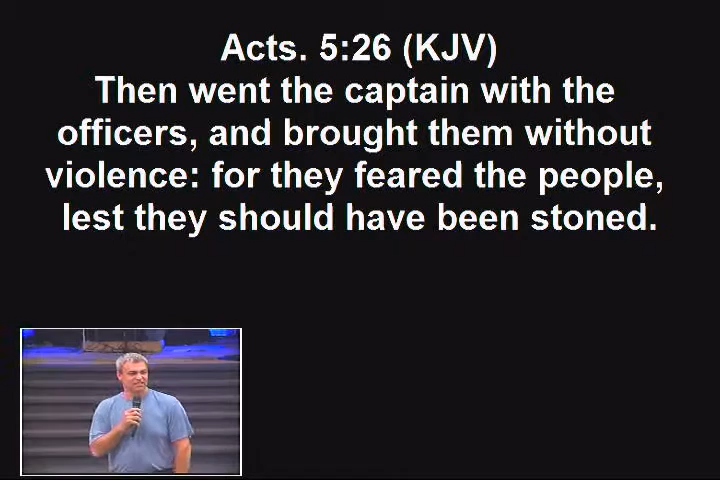 Acts. 5:26 (KJV)
Then went the captain with the
officers, and brought them without
violence: for they feared the people,
lest they should have been stoned.